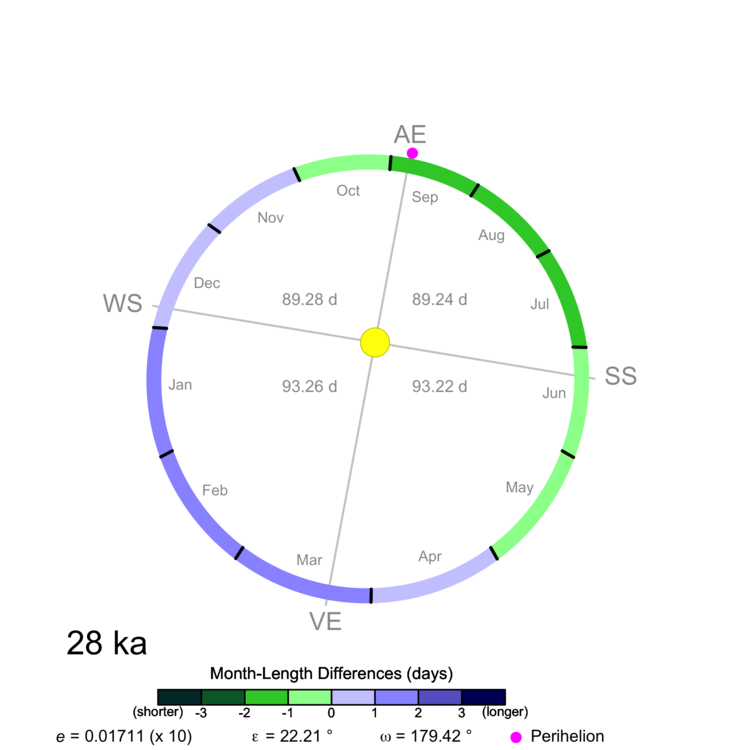 AE
Oct
Sep
Nov
Aug
Dec
Jul
WS
89.28 d
89.24 d
SS
Jan
93.26 d
93.22 d
Jun
Feb
May
Mar
Apr
VE
28 ka
Month-Length Differences (days)
(shorter) -3 -2 -1 0 1 2 3 (longer)
e = 0.01711 (x 10) ε = 22.21 ° ω = 179.42 ° Perihelion